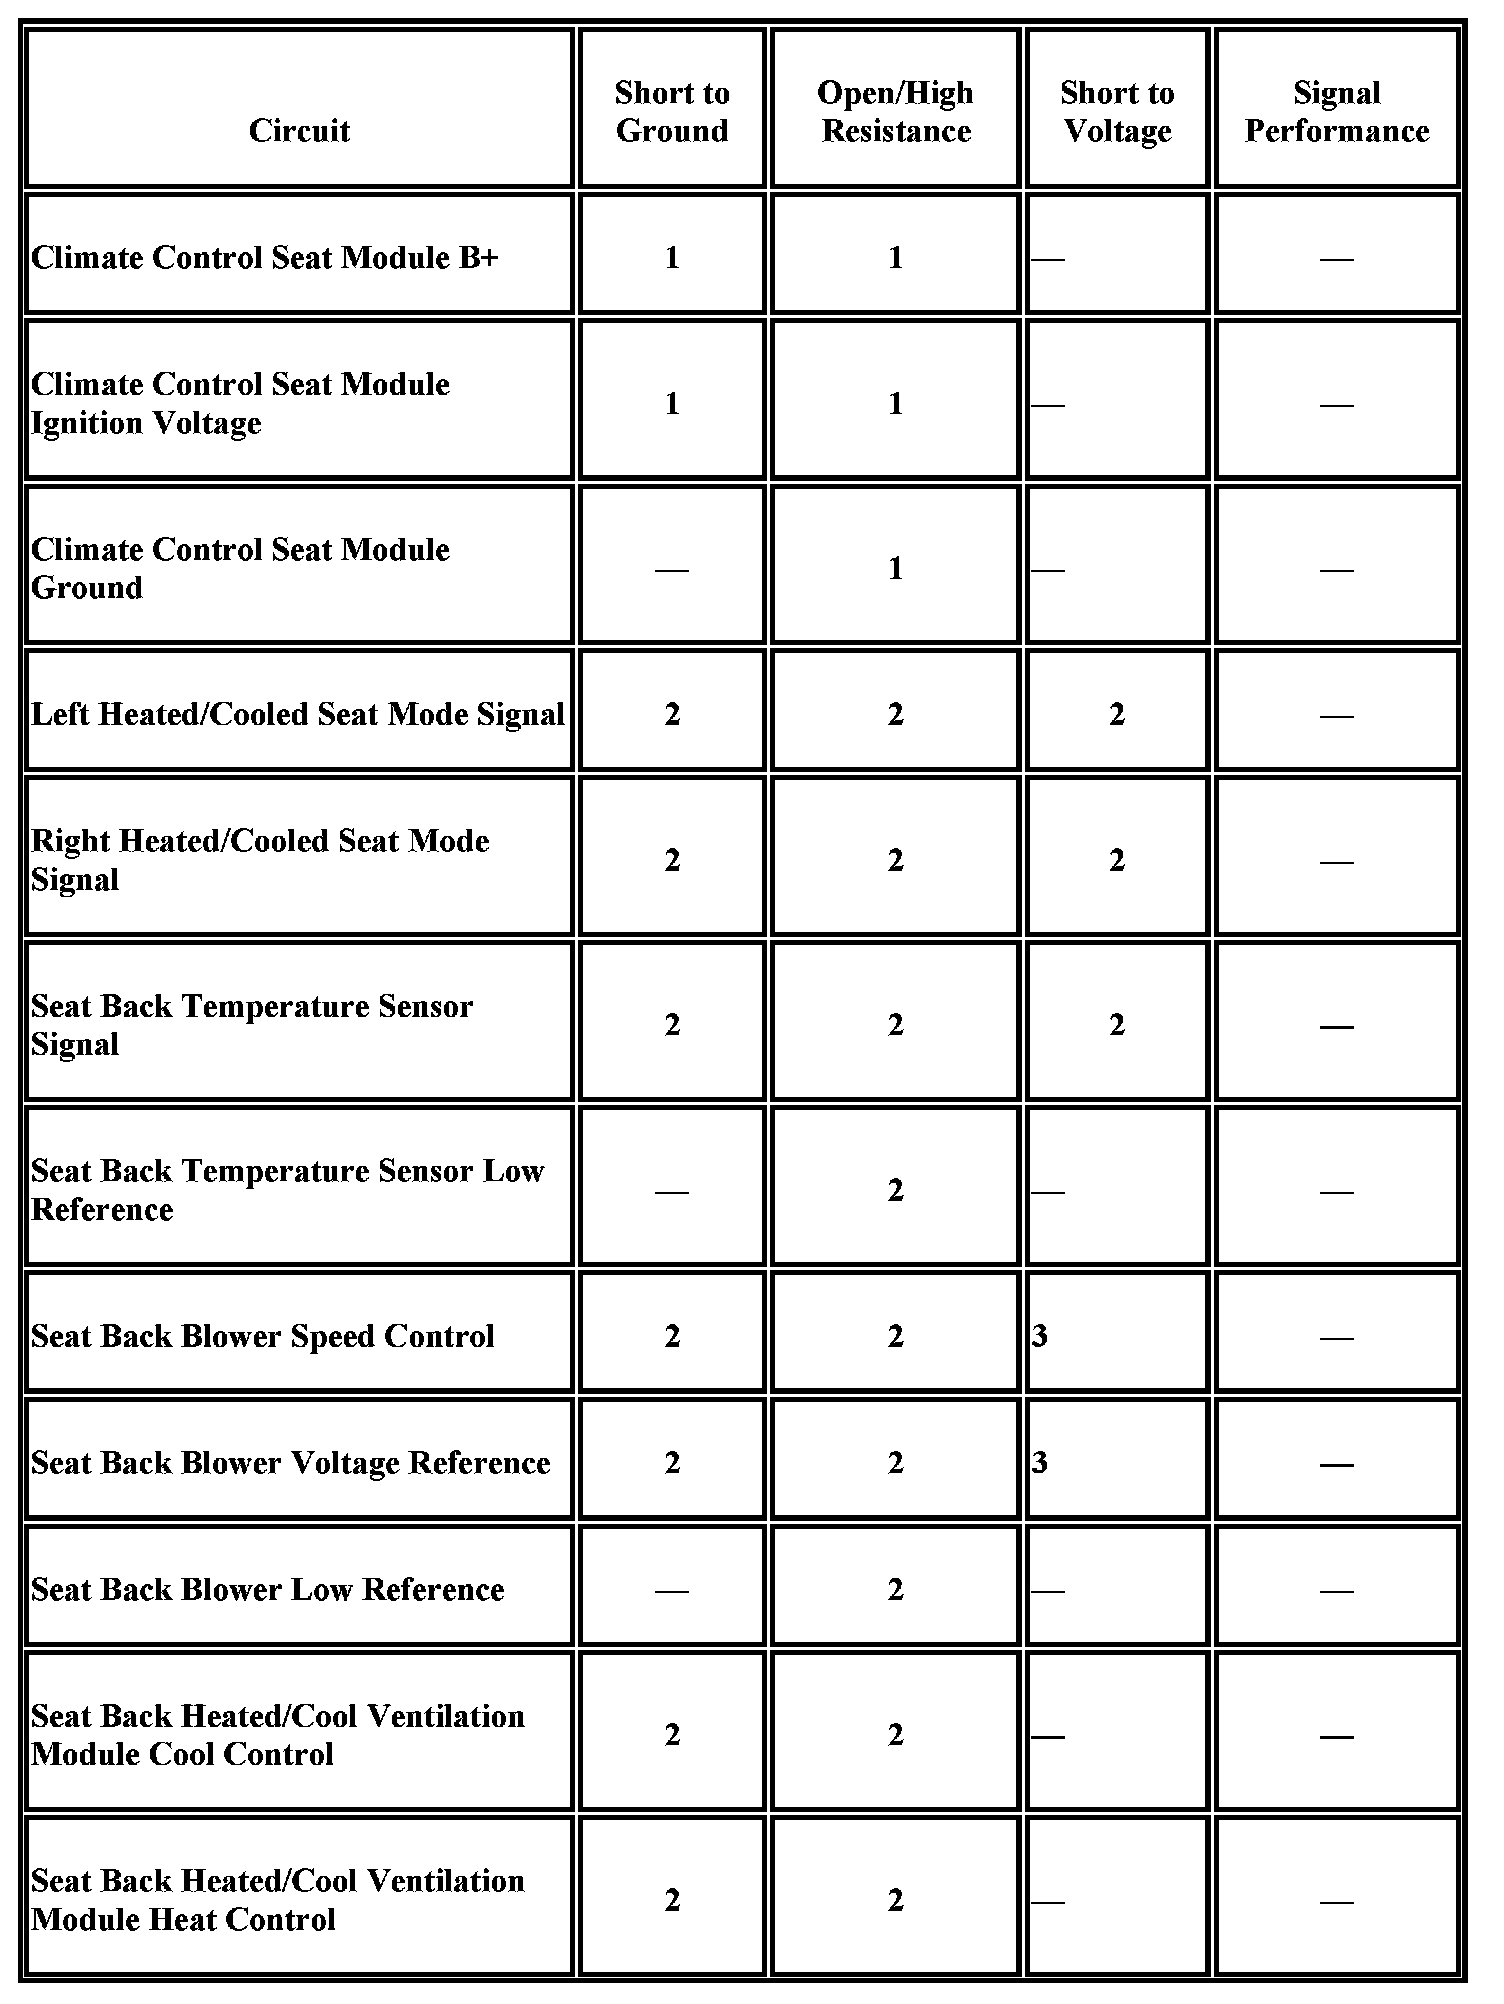 Circuit
Short to
Ground
Open/High
Resistance
Short to
Voltage
Signal
Performance
Climate Control Seat Module B+
1
1
—
—
Climate Control Seat Module
Ignition Voltage
1
1
—
—
Climate Control Seat Module
Ground
—
1
—
—
Left Heated/Cooled Seat Mode Signal
2
2
2
—
Right Heated/Cooled Seat Mode
Signal
2
2
2
—
Seat Back Temperature Sensor
Signal
2
2
2
—
Seat Back Temperature Sensor Low
Reference
—
2
—
—
Seat Back Blower Speed Control
2
2
3
—
Seat Back Blower Voltage Reference
2
2
3
—
Seat Back Blower Low Reference
—
2
—
—
Seat Back Heated/Cool Ventilation
Module Cool Control
2
2
—
—
Seat Back Heated/Cool Ventilation
Module Heat Control
2
2
—
—